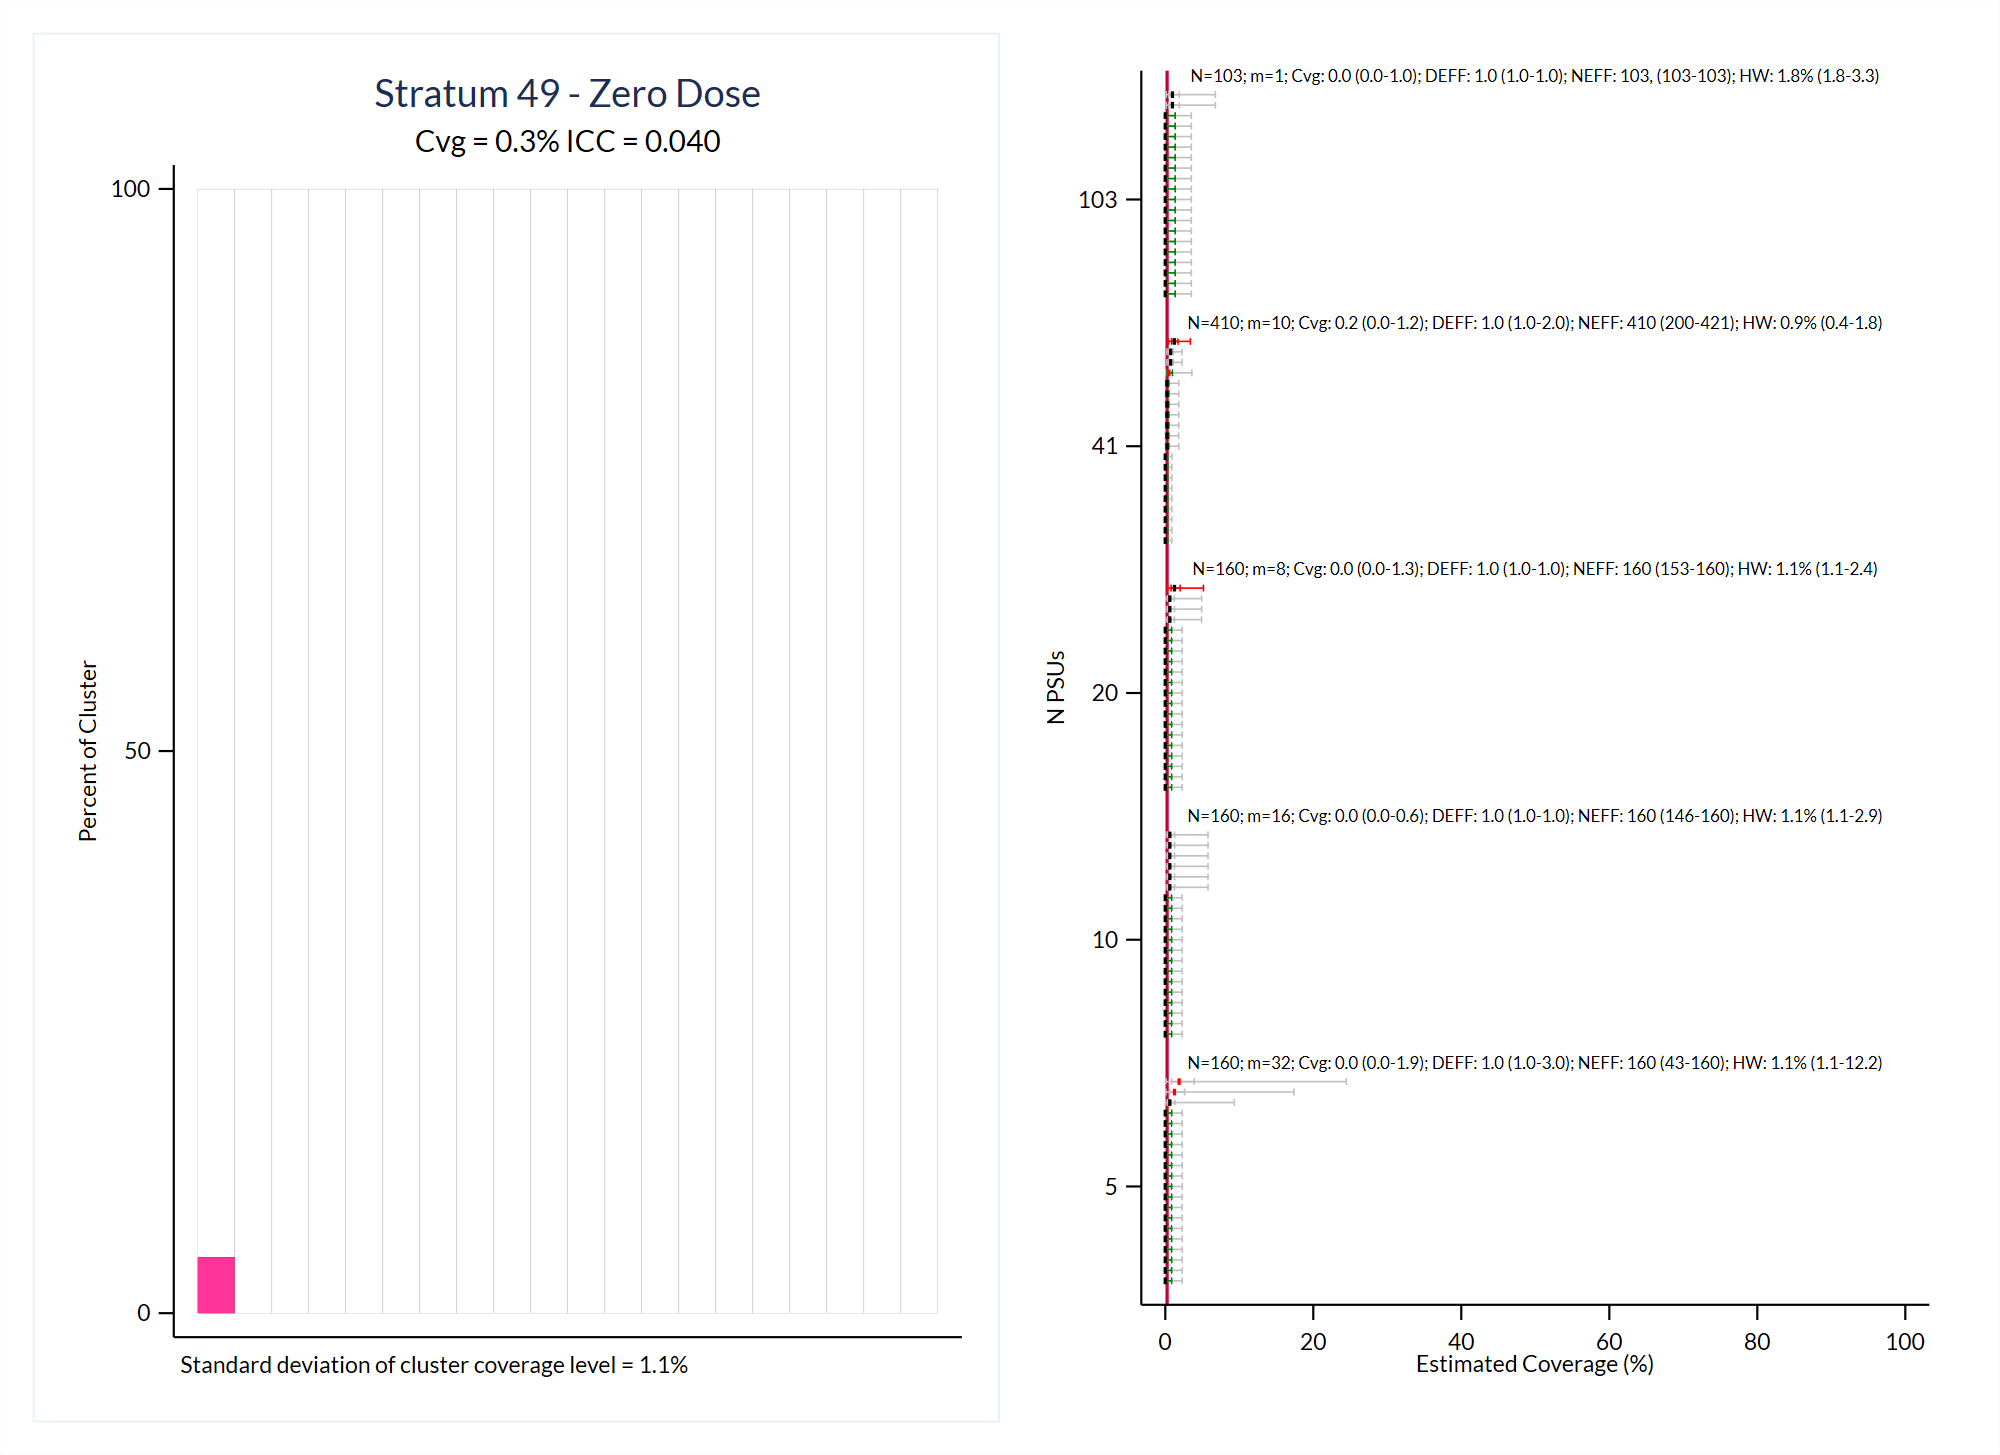 Stratum 49 - Zero Dose
Cvg = 0.3% ICC = 0.040
100
50
0
Percent of Cluster
Standard deviation of cluster coverage level = 1.1%
N=103; m=1; Cvg: 0.0 (0.0-1.0); DEFF: 1.0 (1.0-1.0); NEFF: 103, (103-103); HW: 1.8% (1.8-3.3)
103
N=410; m=10; Cvg: 0.2 (0.0-1.2); DEFF: 1.0 (1.0-2.0); NEFF: 410 (200-421); HW: 0.9% (0.4-1.8)
41
N=160; m=8; Cvg: 0.0 (0.0-1.3); DEFF: 1.0 (1.0-1.0); NEFF: 160 (153-160); HW: 1.1% (1.1-2.4)
20
N PSUs
N=160; m=16; Cvg: 0.0 (0.0-0.6); DEFF: 1.0 (1.0-1.0); NEFF: 160 (146-160); HW: 1.1% (1.1-2.9)
10
N=160; m=32; Cvg: 0.0 (0.0-1.9); DEFF: 1.0 (1.0-3.0); NEFF: 160 (43-160); HW: 1.1% (1.1-12.2)
5
0 20 40 60 80 100
Estimated Coverage (%)